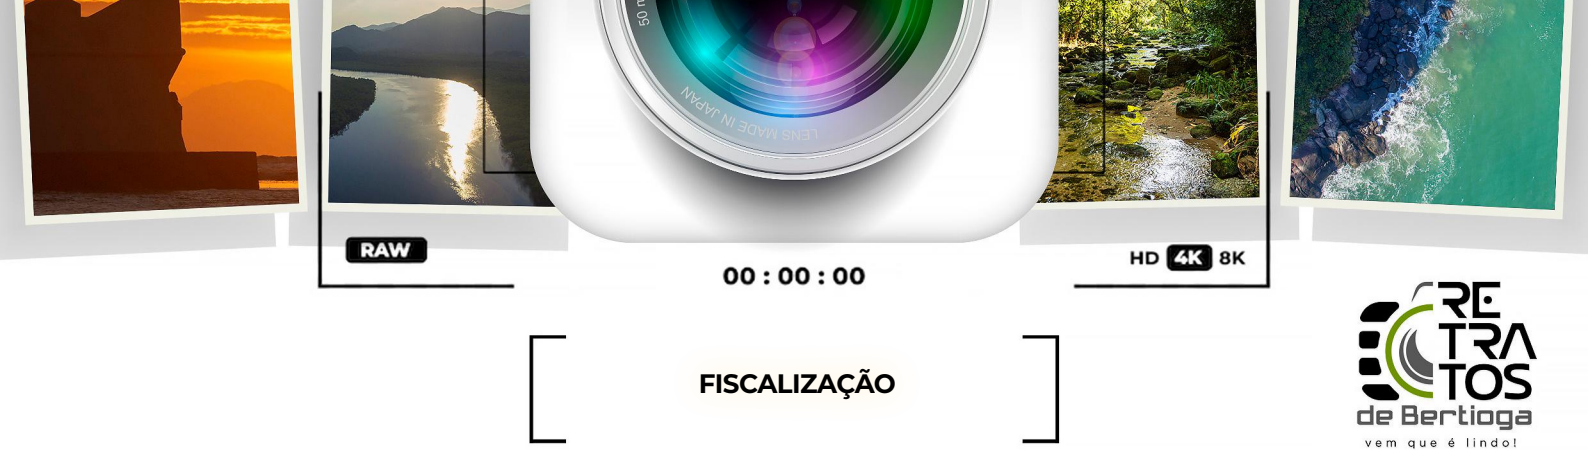 50 m
LENS MADE IN JAPAN
RAW
HD 4K 8K
00 : 00 : 00
FISCALIZAÇÃO
RE
TRA
TOS
de Bertioga
vem que é lindo!